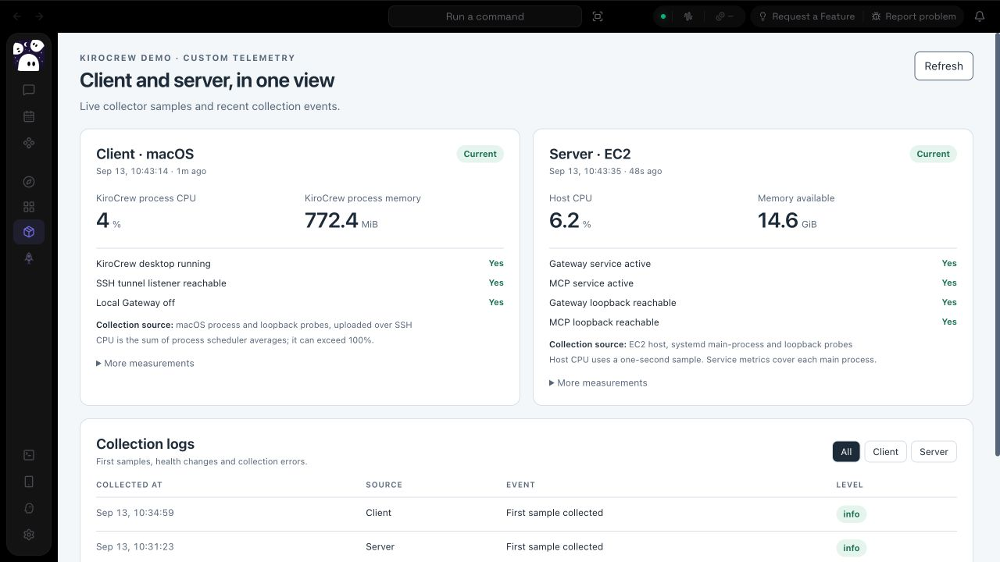 Run a command
Request a Feature
Report problem
KIROCREW DEMO · CUSTOM TELEMETRY
Client and server, in one view
Live collector samples and recent collection events.
Refresh
Client · macOS
Current
Sep 13, 10:43:14 · 1m ago
KiroCrew process CPU
KiroCrew process memory
4 %
772.4 MiB
KiroCrew desktop running
Yes
SSH tunnel listener reachable
Yes
Local Gateway off
Yes
Collection source: macOS process and loopback probes, uploaded over SSH
CPU is the sum of process scheduler averages; it can exceed 100%.
More measurements
Server · EC2
Current
Sep 13, 10:43:35 · 48s ago
Host CPU
Memory available
6.2 %
14.6 GiB
Gateway service active
Yes
MCP service active
Yes
Gateway loopback reachable
Yes
MCP loopback reachable
Yes
Collection source: EC2 host, systemd main-process and loopback probes
Host CPU uses a one-second sample. Service metrics cover each main process.
More measurements
Collection logs
First samples, health changes and collection errors.
All
Client
Server
COLLECTED AT SOURCE EVENT LEVEL
Sep 13, 10:34:59 Client First sample collected info
Sep 13, 10:31:23 Server First sample collected info